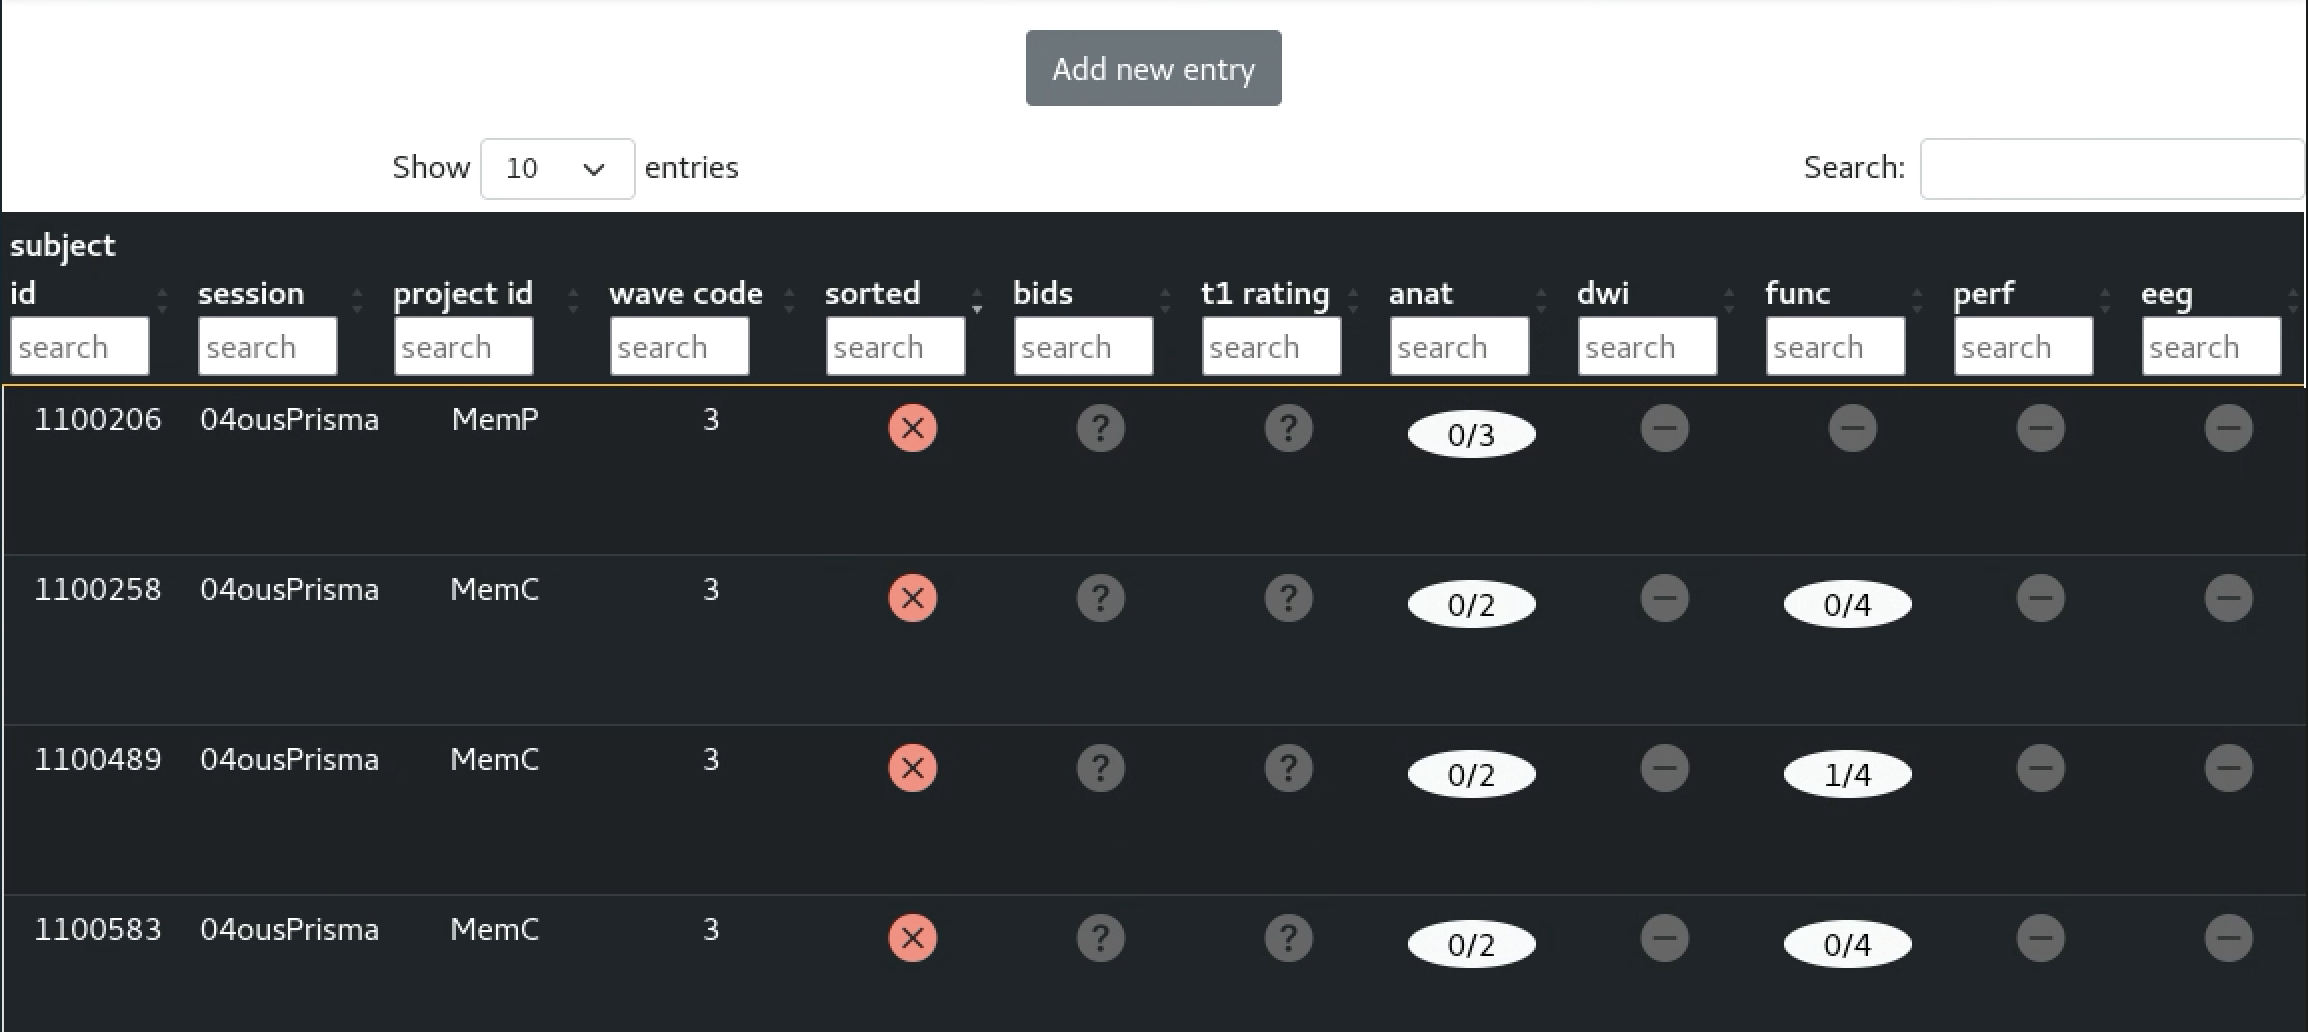 Add new entry
Show 10 entries Search:
subject
id session project id wave code sorted bids t1 rating anat dwi func perf eeg
search search search search search search search search search search search search
1100206 04ousPrisma MemP 3 ? ? 0/3
1100258 04ousPrisma MemC 3 ? ? 0/2 0/4
1100489 04ousPrisma MemC 3 ? ? 0/2 1/4
1100583 04ousPrisma MemC 3 ? ? 0/2 0/4